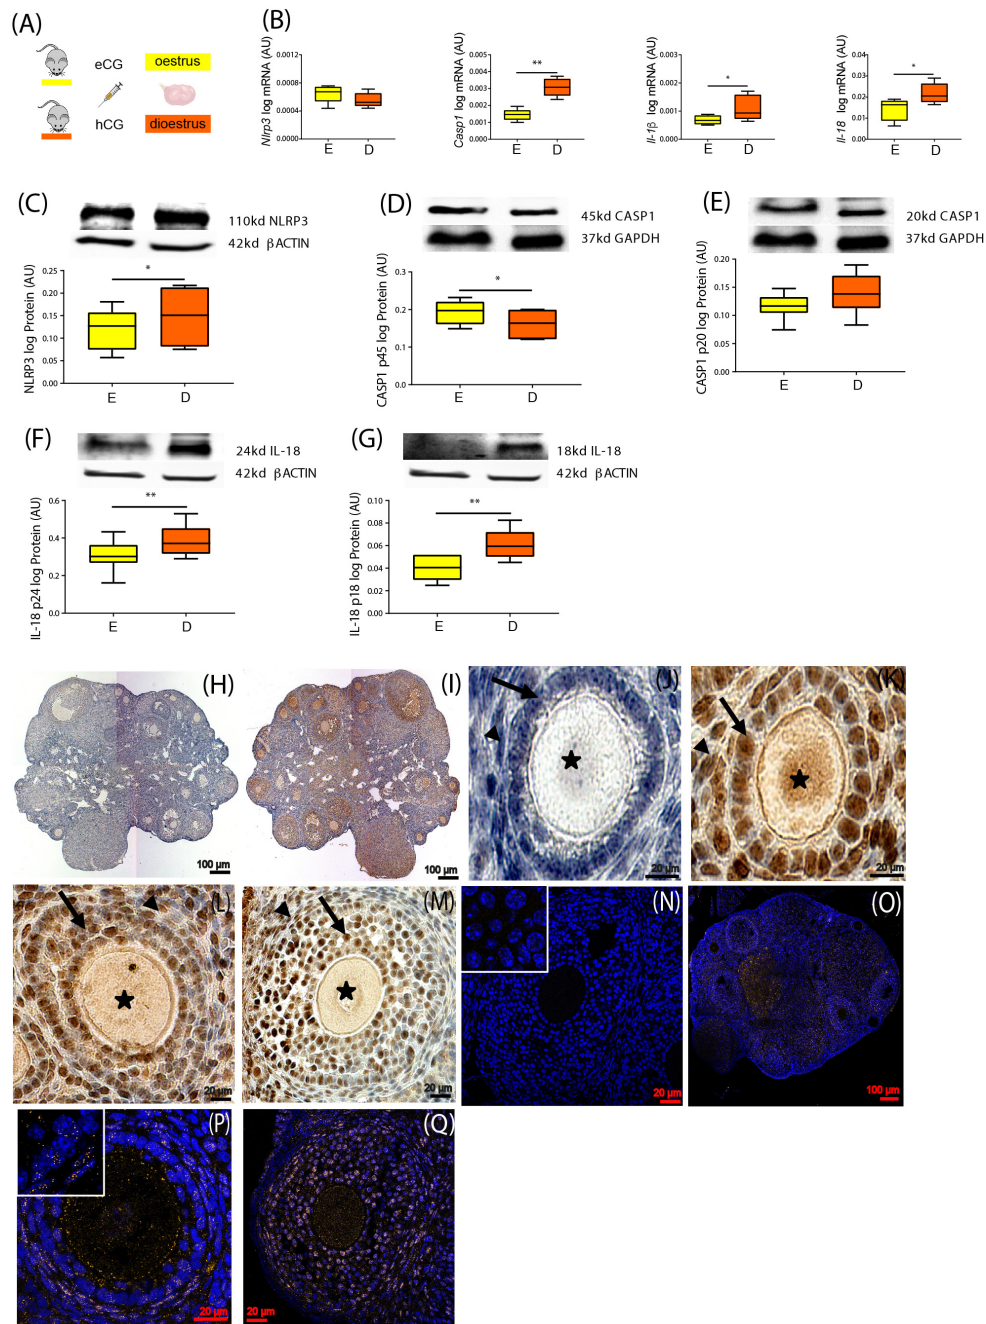 (A)
eCG
oestrus
hCG
dioestrus
(B)
Nlrp3 log mRNA (AU)
0.0012
0.0008
0.0004
0.0000
E D
Casp1 log mRNA (AU)
0.005
0.004
0.003
0.002
0.001
0.000
**
E D
Il-1β log mRNA (AU)
0.003
0.002
0.001
0.000
*
E D
Il-18 log mRNA (AU)
0.04
0.03
0.02
0.01
0.00
*
E D
(C)
110kd NLRP3
42kd βACTIN
NLRP3 log Protein (AU)
0.25
0.20
0.15
0.10
0.05
0.00
*
E D
(D)
45kd CASP1
37kd GAPDH
CASP1 p45 log Protein (AU)
0.3
0.2
0.1
0.0
*
E D
(E)
20kd CASP1
37kd GAPDH
CASP1 p20 log Protein (AU)
0.20
0.15
0.10
0.05
0.00
E D
(F)
24kd IL-18
42kd βACTIN
IL-18 p24 log Protein (AU)
0.6
0.4
0.2
0.0
**
E D
(G)
18kd IL-18
42kd βACTIN
IL-18 p18 log Protein (AU)
0.10
0.08
0.06
0.04
0.02
0.00
**
E D
(H)
100 µm
(I)
100 µm
(J)
20 µm
(K)
20 µm
(L)
20 µm
(M)
20 µm
(N)
20 µm
(O)
100 µm
(P)
20 µm
(Q)
20 µm